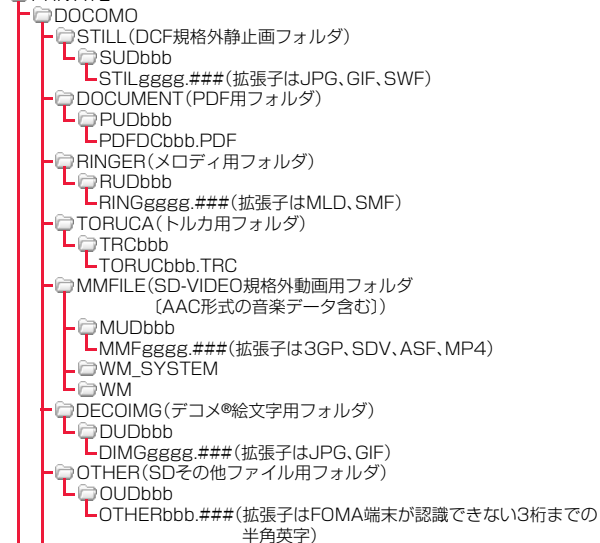 DOCOMO
STILL(DCF規格外静止画フォルダ)
SUDbbb
STILgggg.###(拡張子はJPG、GIF、SWF)
DOCUMENT(PDF用フォルダ)
PUDbbb
PDFDCbbb.PDF
RINGER(メロディ用フォルダ)
RUDbbb
RINGgggg.###(拡張子はMLD、SMF)
TORUCA(トルカ用フォルダ)
TRCbbb
TORUCbbb.TRC
MMFILE(SD-VIDEO規格外動画用フォルダ
〔AAC形式の音楽データ含む〕)
MUDbbb
MMFgggg.###(拡張子は3GP、SDV、ASF、MP4)
WM_SYSTEM
WM
DECOIMG(デコメ®絵文字用フォルダ)
DUDbbb
DIMGgggg.###(拡張子はJPG、GIF)
OTHER(SDその他ファイル用フォルダ)
OUDbbb
OTHERbbb.###(拡張子はFOMA端末が認識できない3桁までの
半角英字)